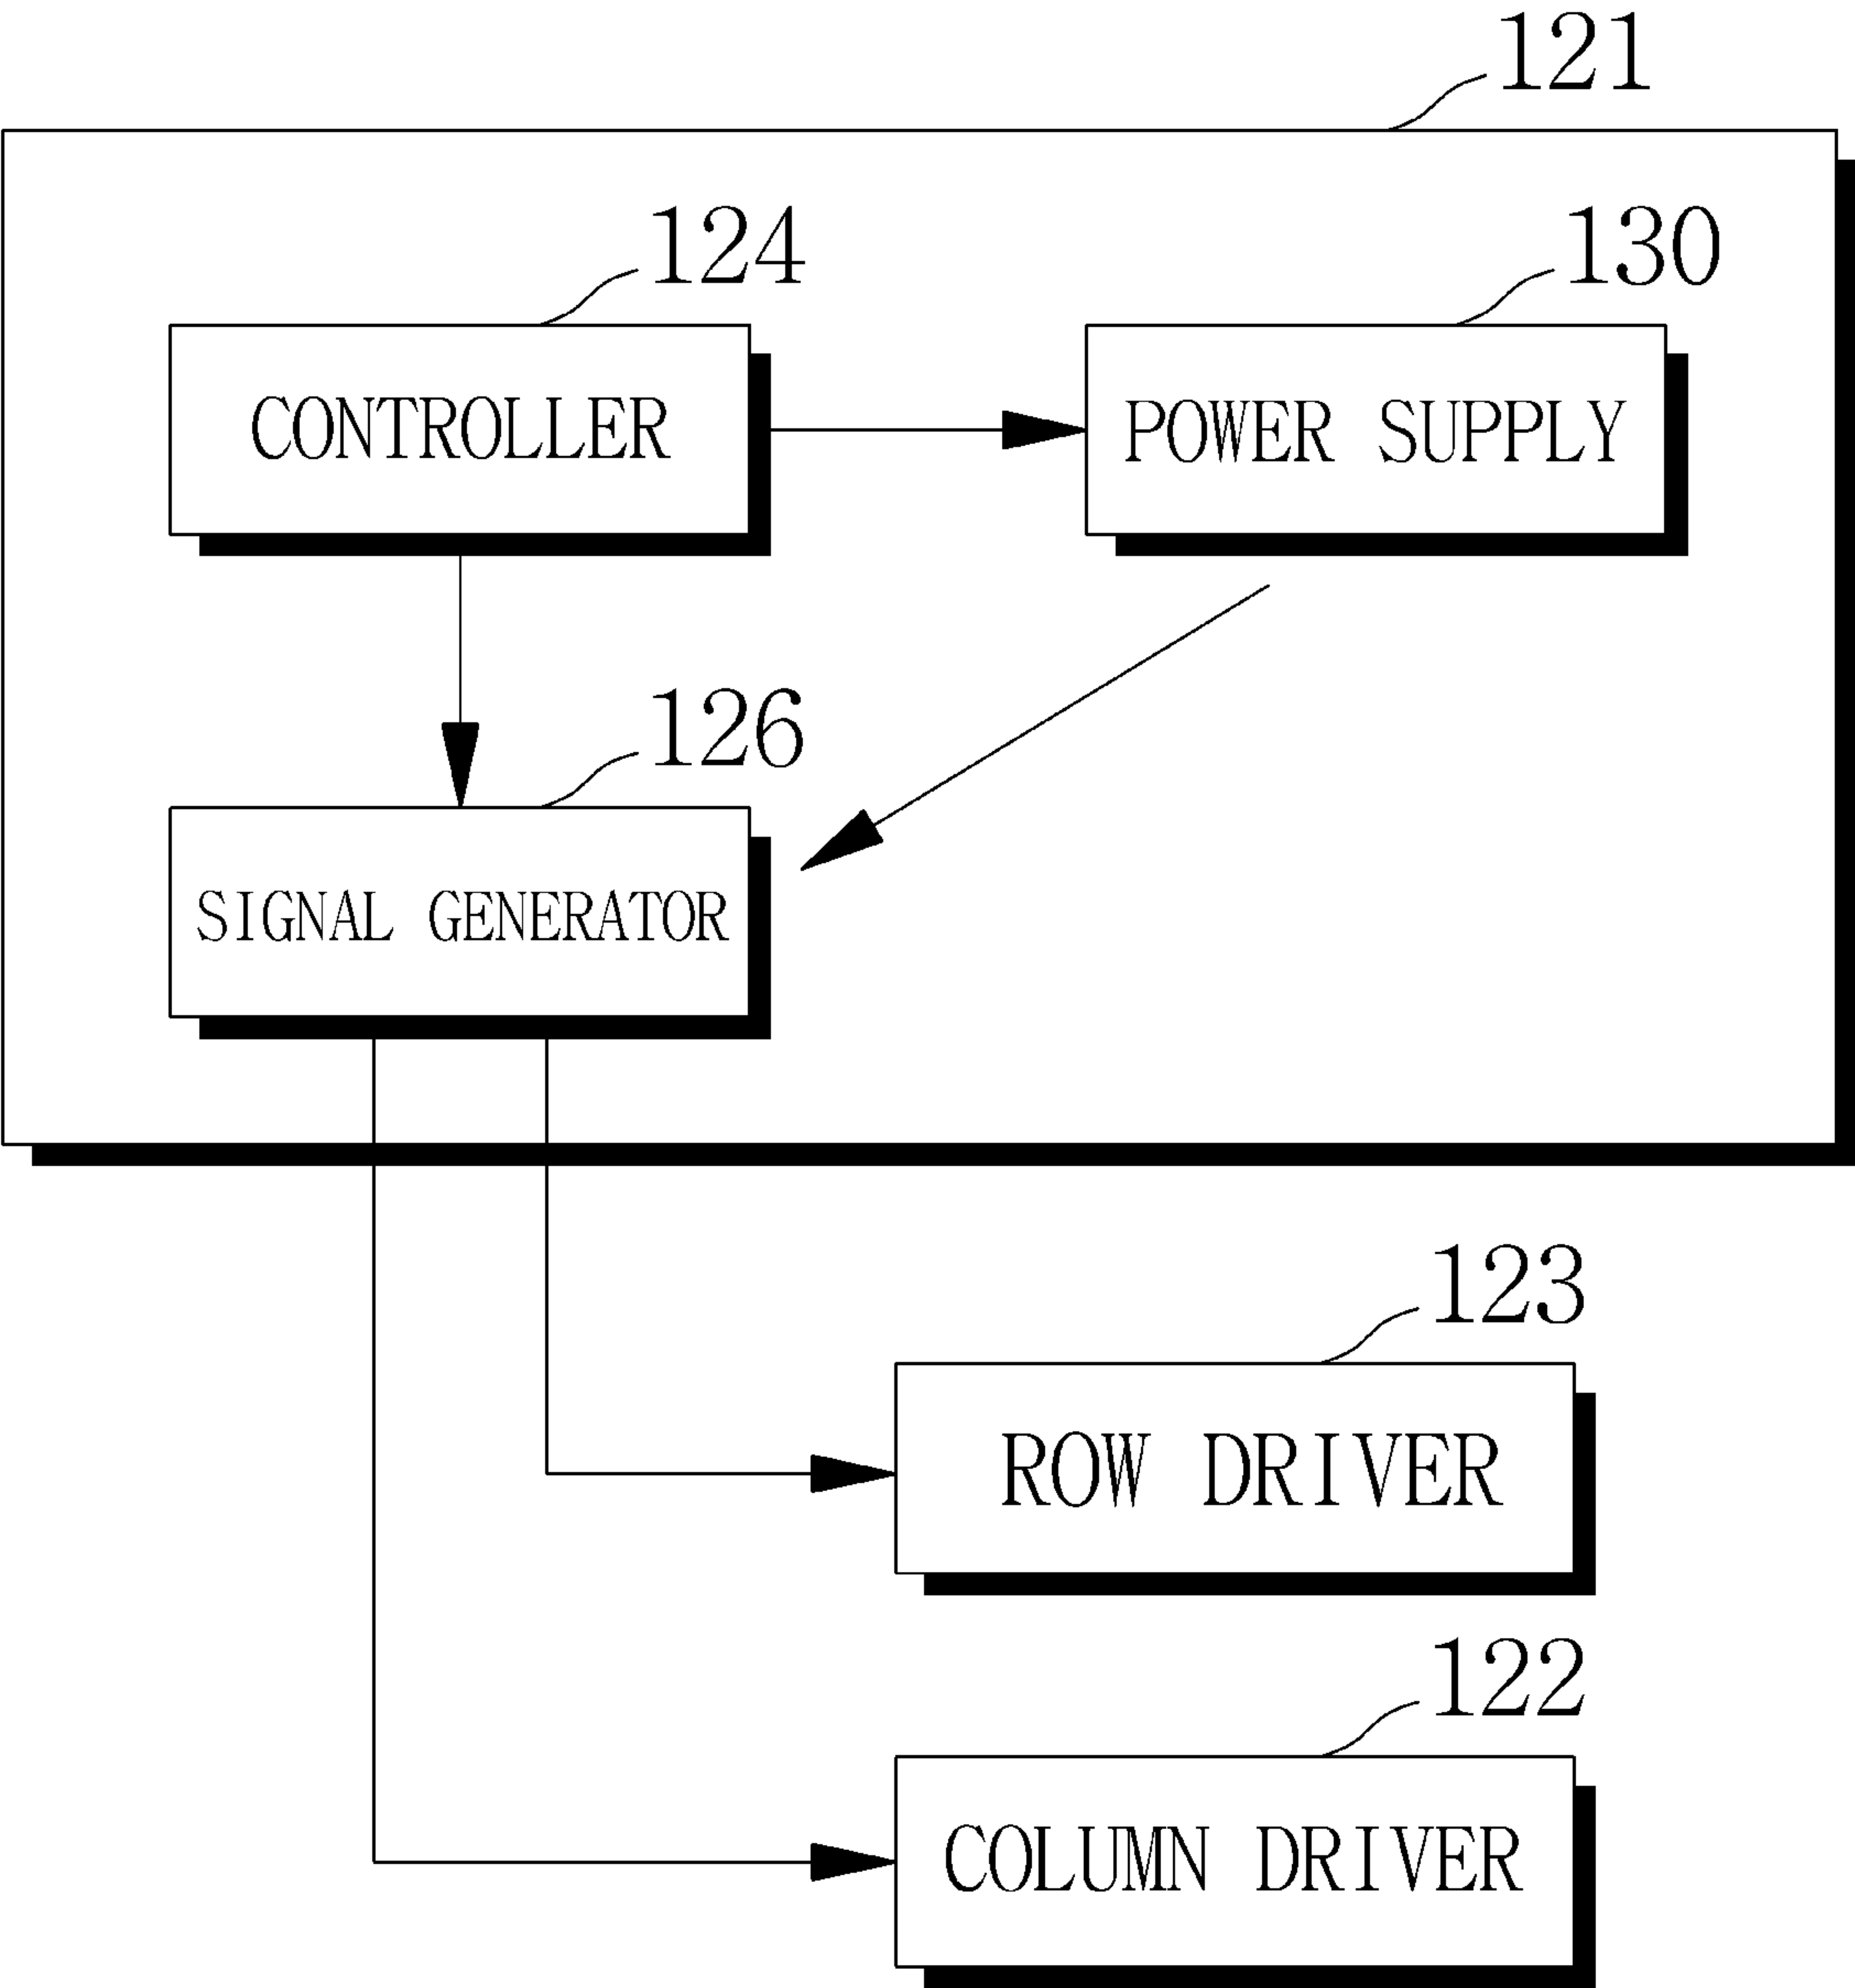 121
124
130
CONTROLLER
POWER SUPPLY
126
SIGNAL GENERATOR
123
ROW DRIVER
122
COLUMN DRIVER